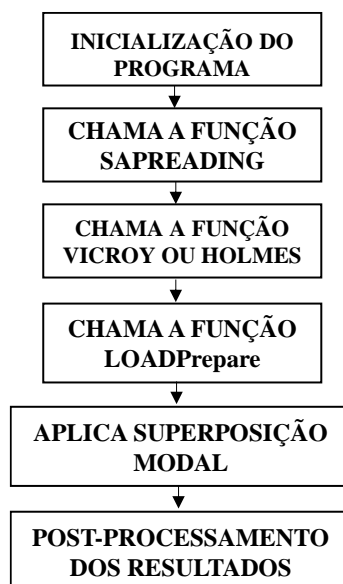 INICIALIZAÇÃO DO
PROGRAMA
CHAMA A FUNÇÃO
SAPREADING
CHAMA A FUNÇÃO
VICROY OU HOLMES
CHAMA A FUNÇÃO
LOADPrepare
APLICA SUPERPOSIÇÃO
MODAL
POST-PROCESSAMENTO
DOS RESULTADOS